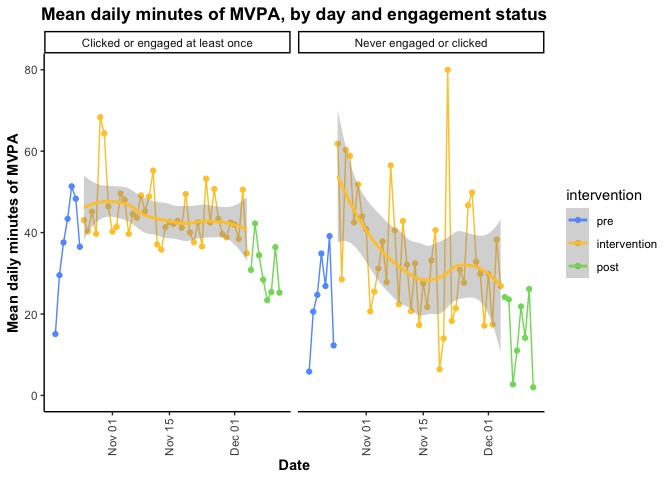 Mean daily minutes of MVPA, by day and engagement status
Clicked or engaged at least once
Never engaged or clicked
Mean daily minutes of MVPA
80
60
40
20
0
Nov 01
Nov 15
Dec 01
Nov 01
Nov 15
Dec 01
Date
intervention
pre
intervention
post